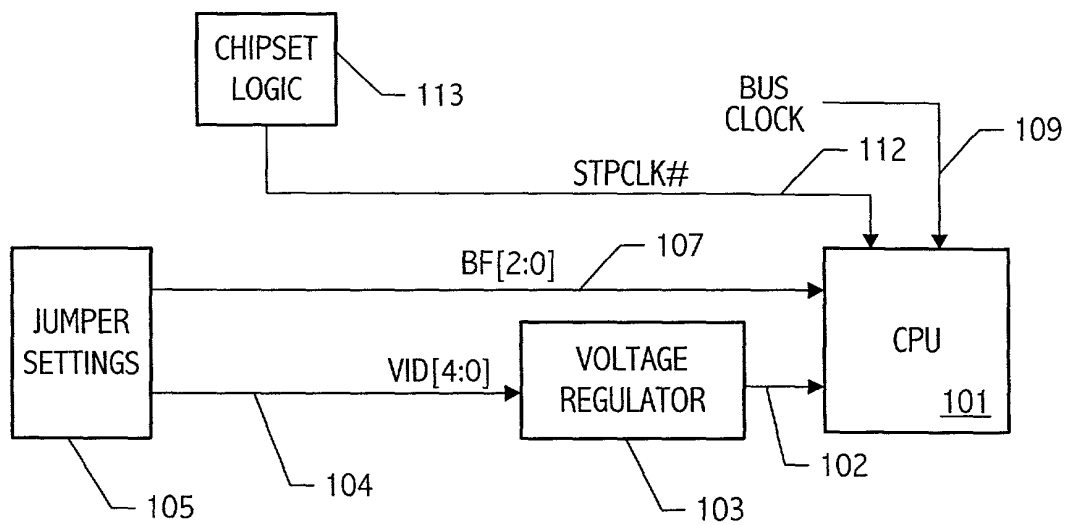 CHIPSET
LOGIC
113
BUS
CLOCK
109
STPCLK#
112
BF[2:0]
107
JUMPER
SETTINGS
VID[4:0]
VOLTAGE
REGULATOR
CPU
101
105
104
103
102